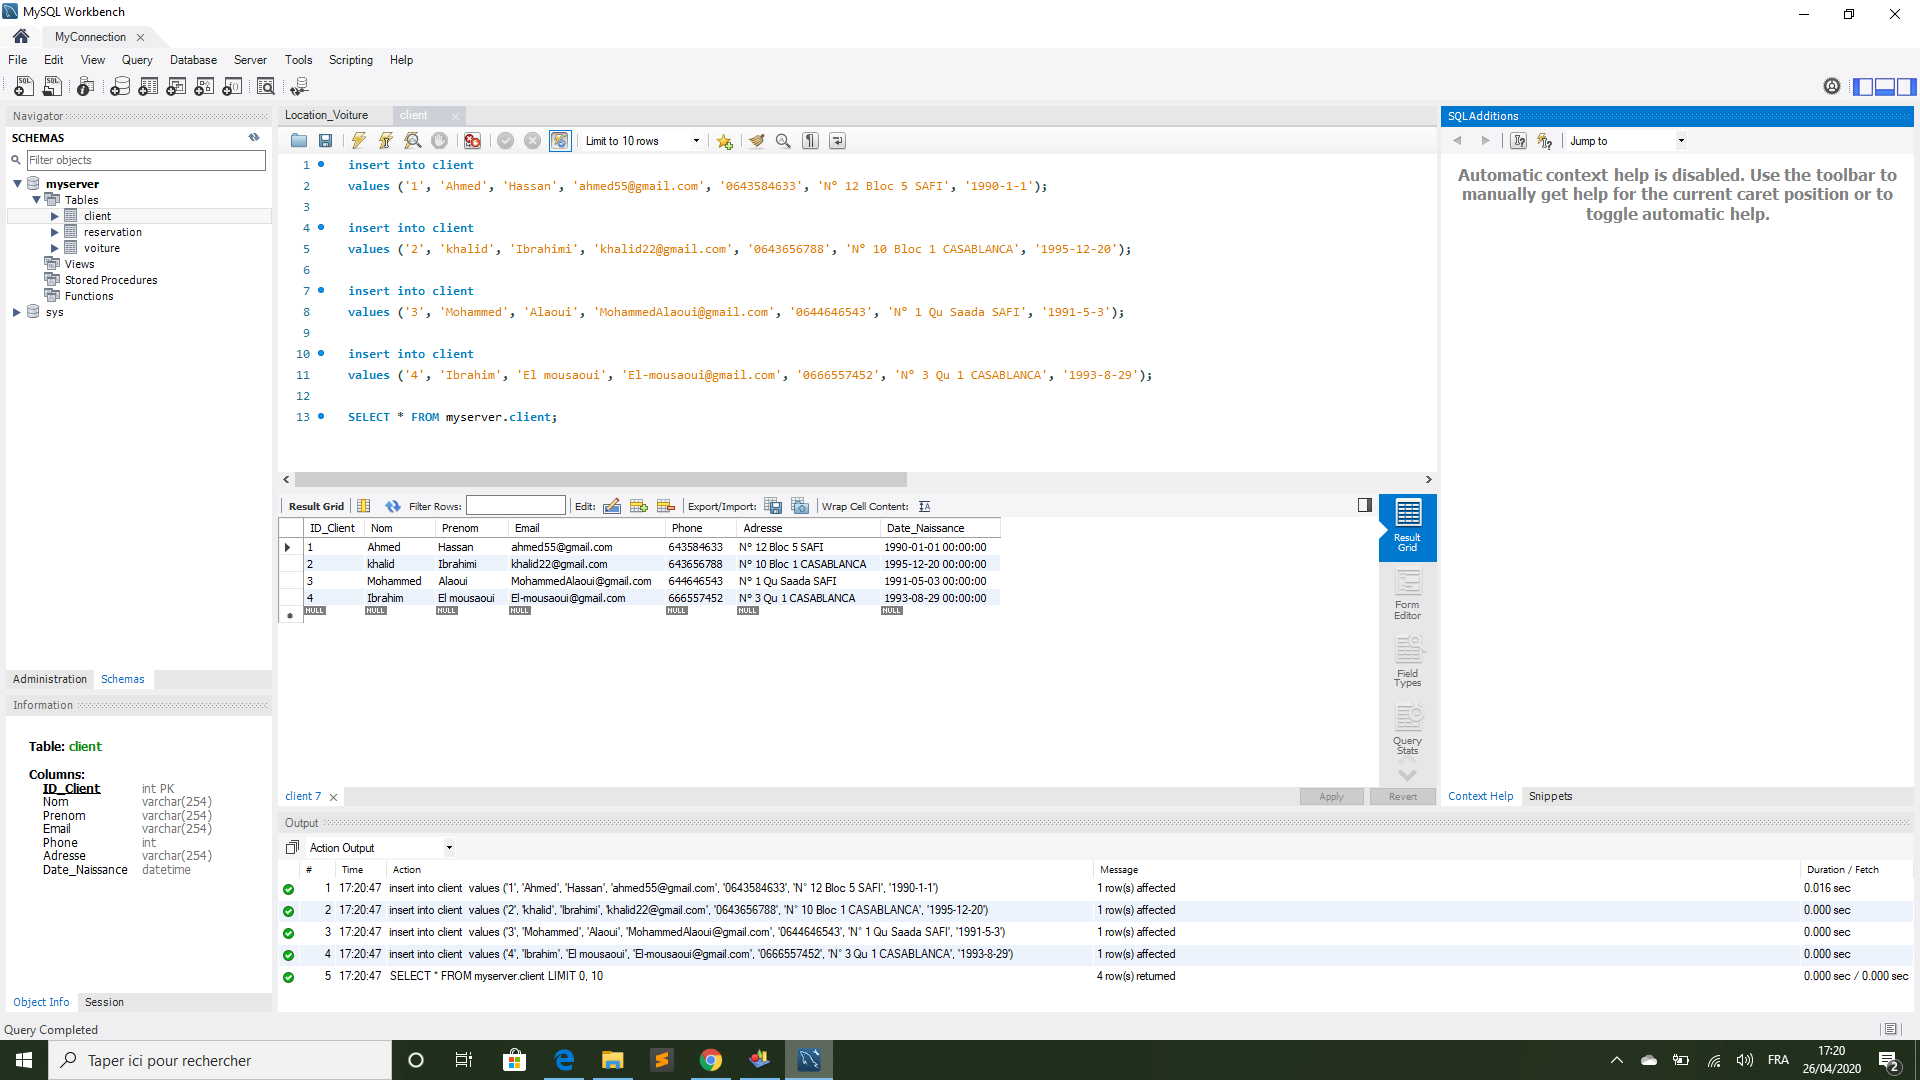 MySQL Workbench
MyConnection
File Edit View Query Database Server Tools Scripting Help
Navigator
SCHEMAS
Filter objects
myserver
Tables
client
reservation
voiture
Views
Stored Procedures
Functions
sys
Administration Schemas
Information
Table: client
Columns:
ID_Client int PK
Nom varchar(254)
Prenom varchar(254)
Email varchar(254)
Phone int
Adresse varchar(254)
Date_Naissance datetime
Object Info Session
Location_Voiture client
Limit to 10 rows
1 insert into client
2 values ('1', 'Ahmed', 'Hassan', 'ahmed55@gmail.com', '0643584633', 'N° 12 Bloc 5 SAFI', '1990-1-1');
3
4 insert into client
5 values ('2', 'khalid', 'Ibrahimi', 'khalid22@gmail.com', '0643656788', 'N° 10 Bloc 1 CASABLANCA', '1995-12-20');
6
7 insert into client
8 values ('3', 'Mohammed', 'Alaoui', 'MohammedAlaoui@gmail.com', '0644646543', 'N° 1 Qu Saada SAFI', '1991-5-3');
9
10 insert into client
11 values ('4', 'Ibrahim', 'El mousaoui', 'El-mousaoui@gmail.com', '0666557452', 'N° 3 Qu 1 CASABLANCA', '1993-8-29');
12
13 SELECT * FROM myserver.client;
Result Grid Filter Rows: Edit: Export/Import: Wrap Cell Content:
ID_Client Nom Prenom Email Phone Adresse Date_Naissance
1 Ahmed Hassan ahmed55@gmail.com 643584633 N° 12 Bloc 5 SAFI 1990-01-01 00:00:00
2 khalid Ibrahimi khalid22@gmail.com 643656788 N° 10 Bloc 1 CASABLANCA 1995-12-20 00:00:00
3 Mohammed Alaoui MohammedAlaoui@gmail.com 644646543 N° 1 Qu Saada SAFI 1991-05-03 00:00:00
4 Ibrahim El mousaoui El-mousaoui@gmail.com 666557452 N° 3 Qu 1 CASABLANCA 1993-08-29 00:00:00
NULL NULL NULL NULL NULL NULL NULL
Result
Grid
Form
Editor
Field
Types
Query
Stats
client 7
Apply Revert
SQLAdditions
Jump to
Automatic context help is disabled. Use the toolbar to
manually get help for the current caret position or to
toggle automatic help.
Context Help Snippets
Output
Action Output
# Time Action Message Duration / Fetch
1 17:20:47 insert into client values ('1', 'Ahmed', 'Hassan', 'ahmed55@gmail.com', '0643584633', 'N° 12 Bloc 5 SAFI', '1990-1-1') 1 row(s) affected 0.016 sec
2 17:20:47 insert into client values ('2', 'khalid', 'Ibrahimi', 'khalid22@gmail.com', '0643656788', 'N° 10 Bloc 1 CASABLANCA', '1995-12-20') 1 row(s) affected 0.000 sec
3 17:20:47 insert into client values ('3', 'Mohammed', 'Alaoui', 'MohammedAlaoui@gmail.com', '0644646543', 'N° 1 Qu Saada SAFI', '1991-5-3') 1 row(s) affected 0.000 sec
4 17:20:47 insert into client values ('4', 'Ibrahim', 'El mousaoui', 'El-mousaoui@gmail.com', '0666557452', 'N° 3 Qu 1 CASABLANCA', '1993-8-29') 1 row(s) affected 0.000 sec
5 17:20:47 SELECT * FROM myserver.client LIMIT 0, 10 4 row(s) returned 0.000 sec / 0.000 sec
Query Completed
Taper ici pour rechercher
FRA
17:20
26/04/2020
2